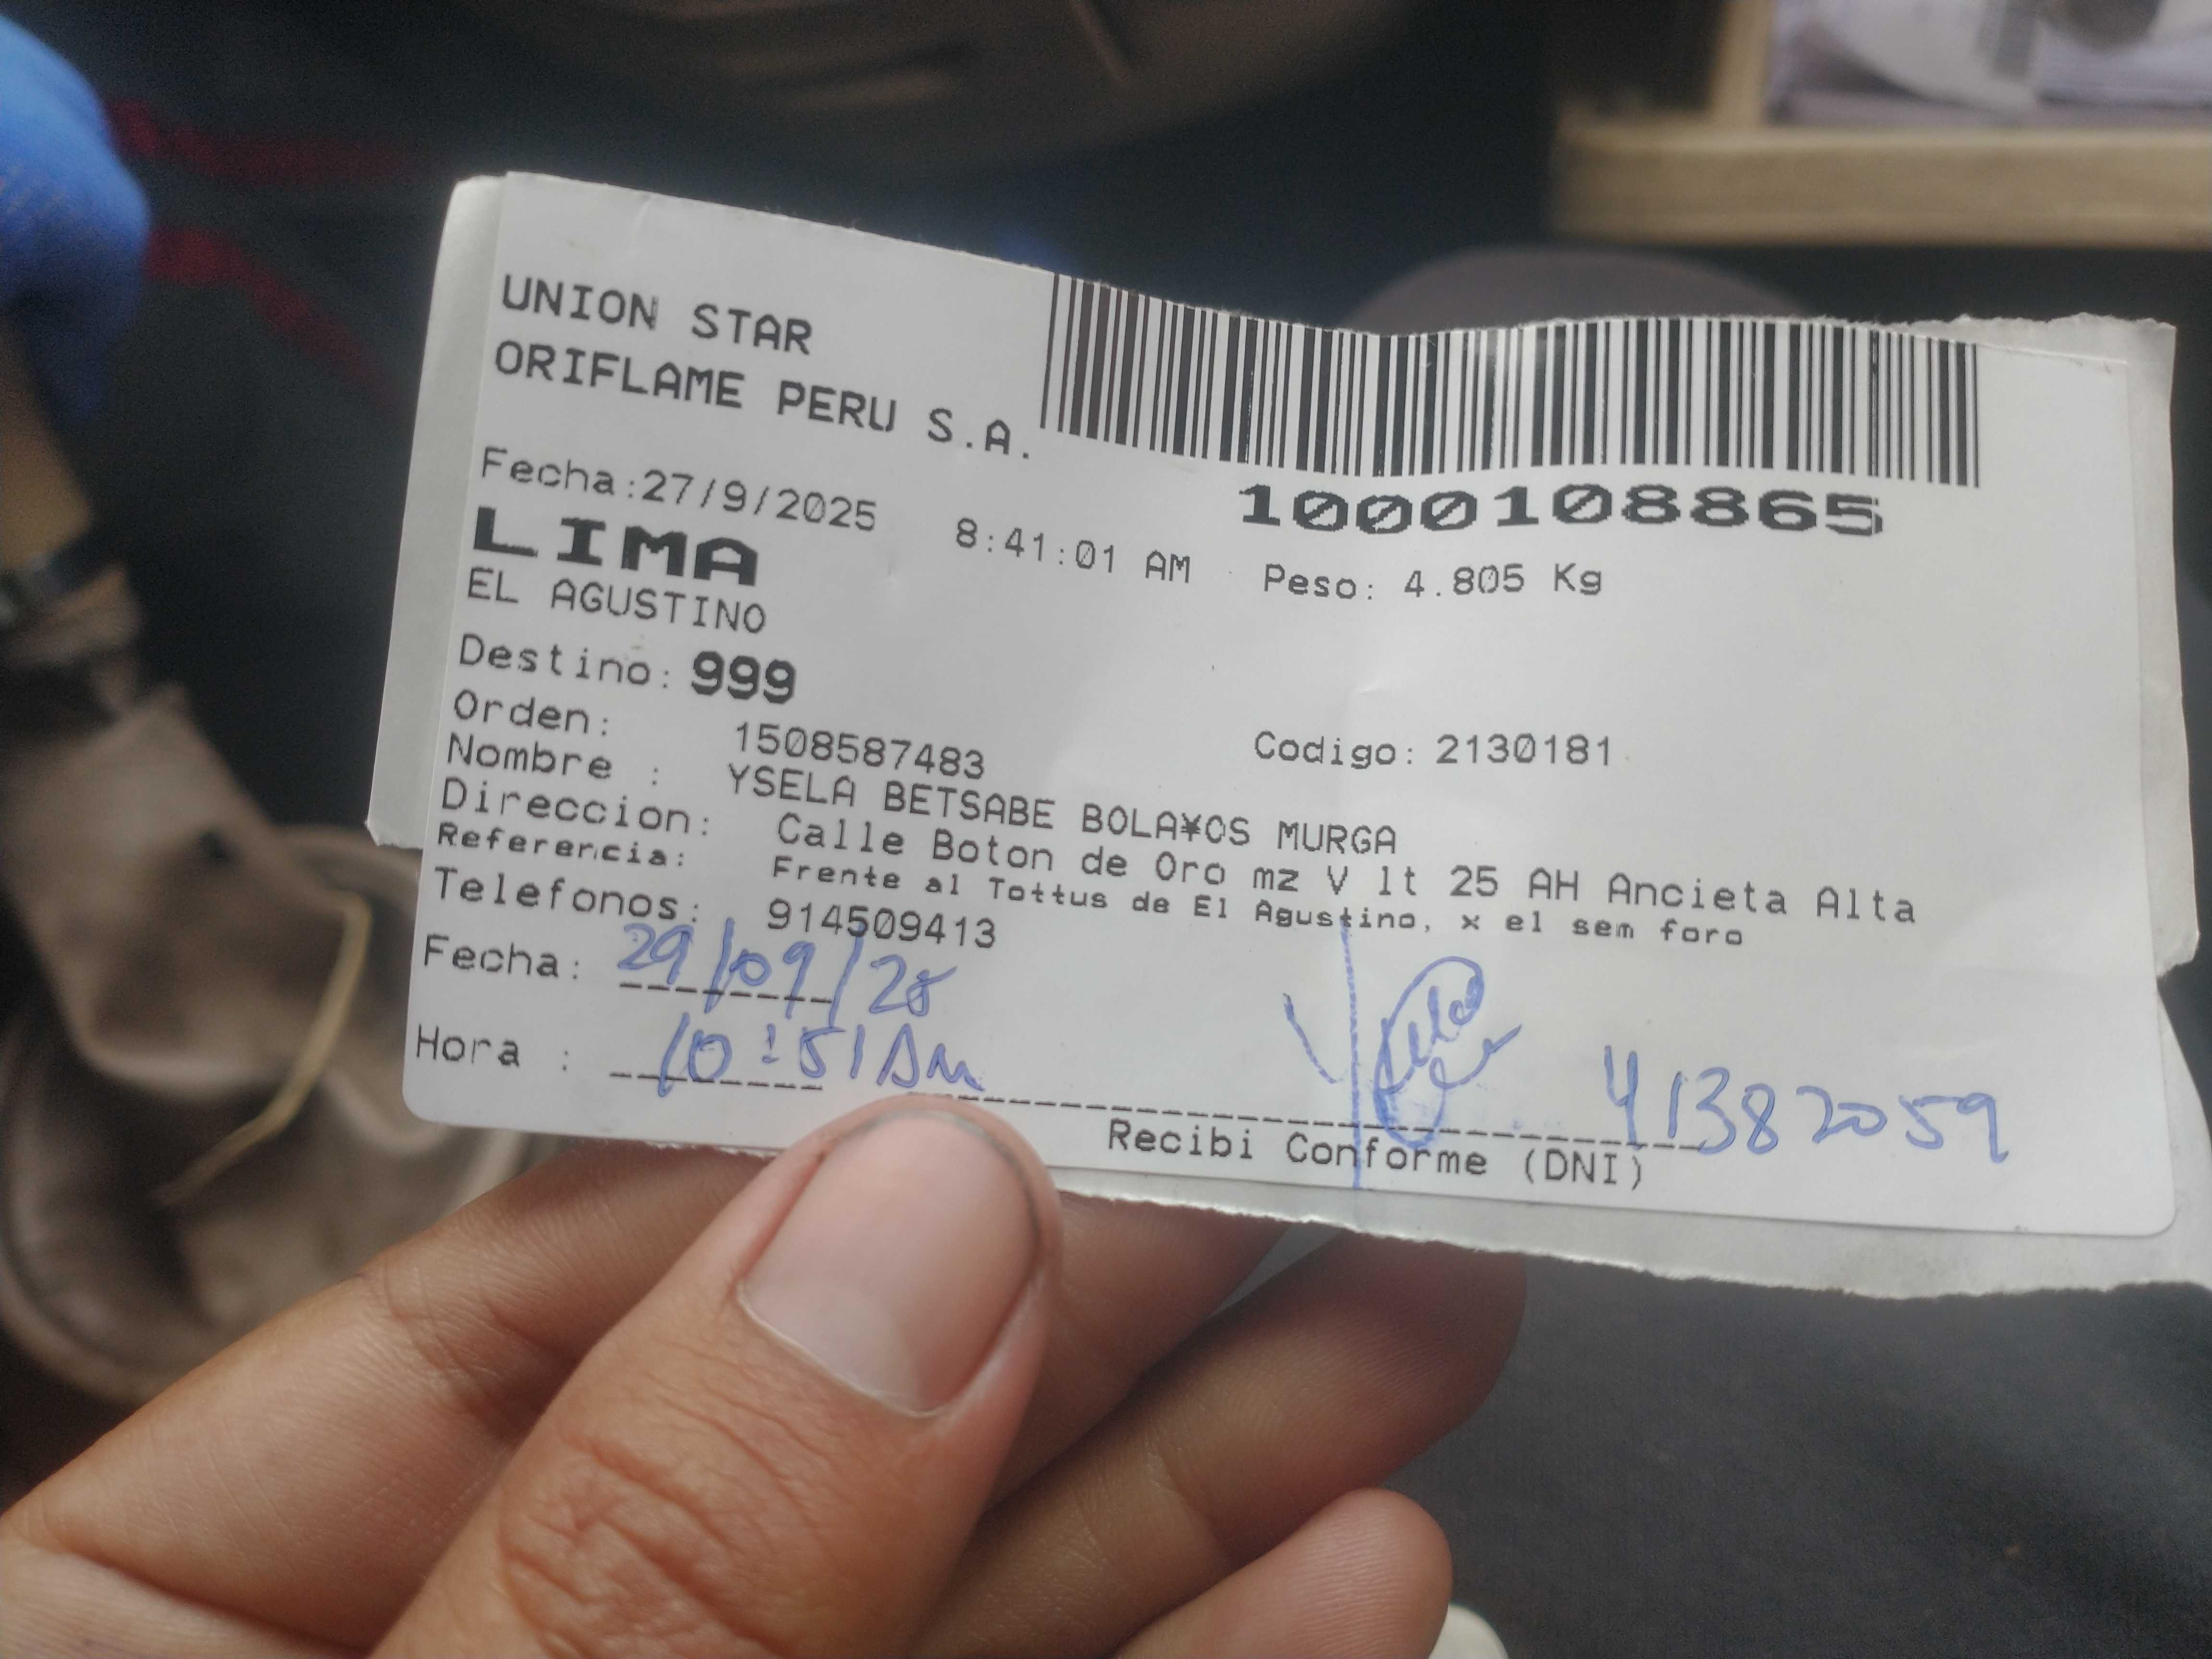 UNION STAR
ORIFLAME PERU S.A.
1000108865
Fecha:27/9/2025 8:41:01 AM Peso: 4.805 Kg
LIMA
EL AGUSTINO
Destino: 999
Orden: 1508587483 Codigo: 2130181
Nombre : YSELA BETSABE BOLA¥OS MURGA
Direccion: Calle Boton de Oro mz V lt 25 AH Ancieta Alta
Referencia: Frente al Tottus de El Agustino, x el sem foro
Telefonos: 914509413
Fecha: 29/09/25
Hora : 10:51 AM
41382059
Recibi Conforme (DNI)